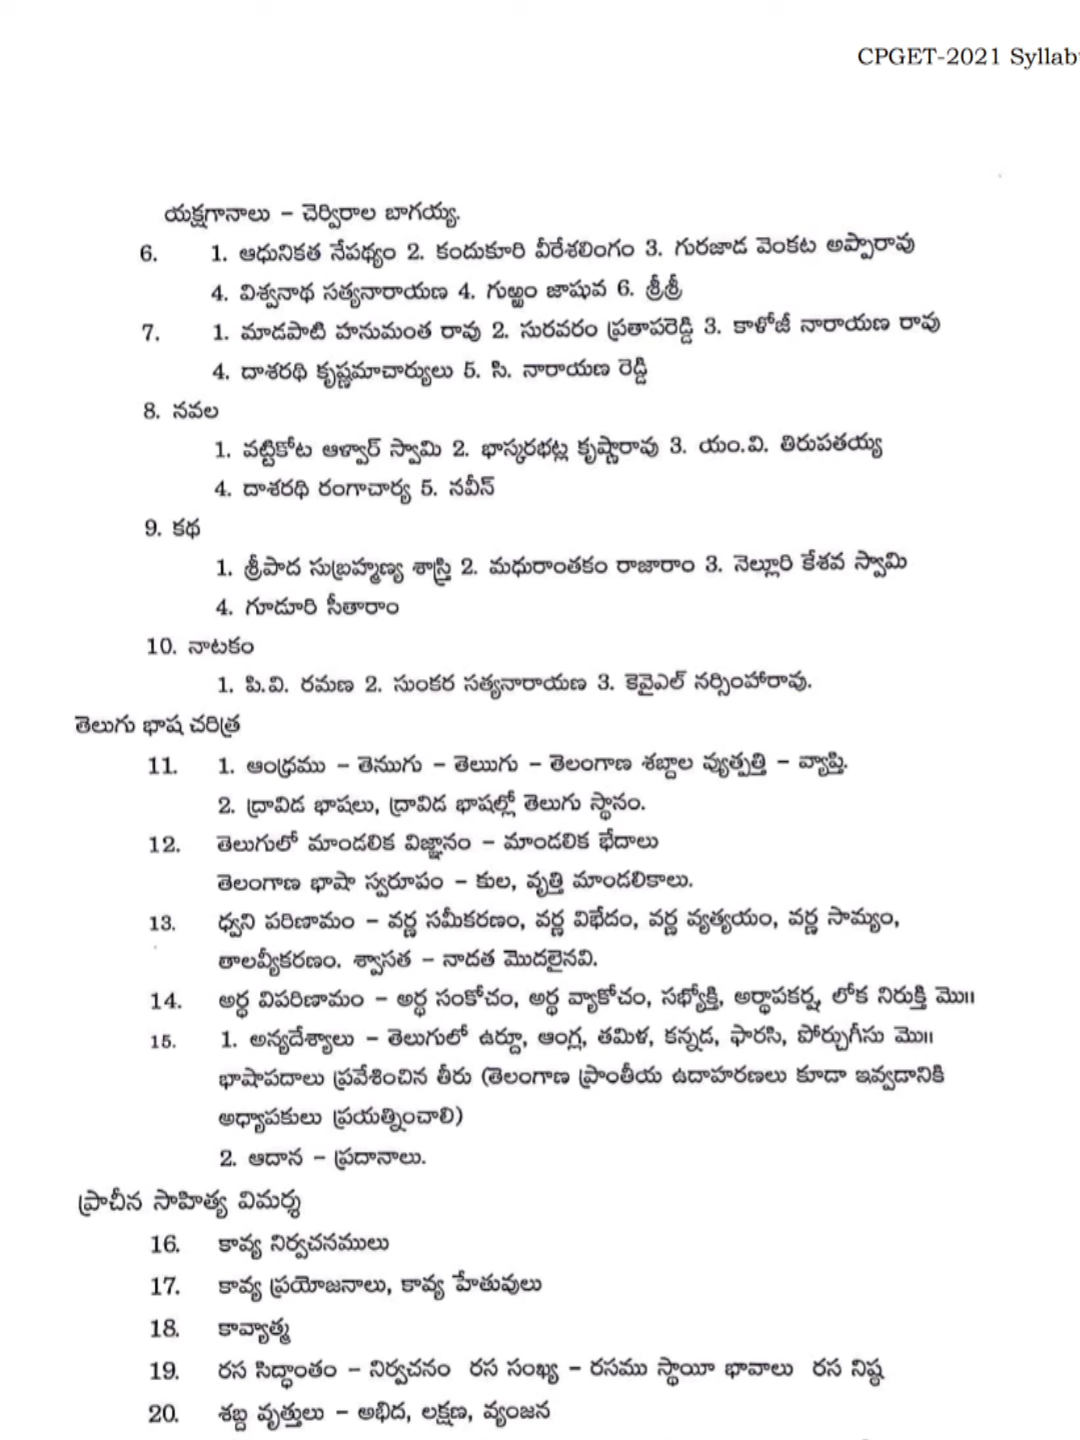 CPGET-2021 Syllab
యక్షగానాలు – చెర్విరాల బాగయ్య.
6. 1. ఆధునికత నేపథ్యం 2. కందుకూరి వీరేశలింగం 3. గురజాడ వెంకట అప్పారావు
4. విశ్వనాథ సత్యనారాయణ 4. గుఱ్ఱం జాషువ 6. శ్రీశ్రీ
7. 1. మాడపాటి హనుమంత రావు 2. సురవరం ప్రతాపరెడ్డి 3. కాళోజీ నారాయణ రావు
4. దాశరథి కృష్ణమాచార్యులు 5. సి. నారాయణ రెడ్డి
8. నవల
1. వట్టికోట ఆళ్వార్ స్వామి 2. భాస్కరభట్ల కృష్ణారావు 3. యం.వి. తిరుపతయ్య
4. దాశరథి రంగాచార్య 5. నవీన్
9. కథ
1. శ్రీపాద సుబ్రహ్మణ్య శాస్త్రి 2. మధురాంతకం రాజారాం 3. నెల్లూరి కేశవ స్వామి
4. గూడూరి సీతారాం
10. నాటకం
1. పి.వి. రమణ 2. సుంకర సత్యనారాయణ 3. కెవైఎల్ నర్సింహారావు.
తెలుగు భాష చరిత్ర
11. 1. ఆంధ్రము – తెనుగు – తెలుగు – తెలంగాణ శబ్దాల వ్యుత్పత్తి – వ్యాప్తి.
2. ద్రావిడ భాషలు, ద్రావిడ భాషల్లో తెలుగు స్థానం.
12. తెలుగులో మాండలిక విజ్ఞానం – మాండలిక భేదాలు
తెలంగాణ భాషా స్వరూపం – కుల, వృత్తి మాండలికాలు.
13. ధ్వని పరిణామం – వర్ణ సమీకరణం, వర్ణ విభేదం, వర్ణ వ్యత్యయం, వర్ణ సామ్యం,
తాలవ్యీకరణం. శ్వాసత – నాదత మొదలైనవి.
14. అర్థ విపరిణామం – అర్థ సంకోచం, అర్థ వ్యాకోచం, సభ్యోక్తి, అర్థాపకర్ష, లోక నిరుక్తి మొ॥
15. 1. అన్యదేశ్యాలు – తెలుగులో ఉర్దూ, ఆంగ్ల, తమిళ, కన్నడ, ఫారసి, పోర్చుగీసు మొ॥
భాషాపదాలు ప్రవేశించిన తీరు (తెలంగాణ ప్రాంతీయ ఉదాహరణలు కూడా ఇవ్వడానికి
అధ్యాపకులు ప్రయత్నించాలి)
2. ఆదాన – ప్రదానాలు.
ప్రాచీన సాహిత్య విమర్శ
16. కావ్య నిర్వచనములు
17. కావ్య ప్రయోజనాలు, కావ్య హేతువులు
18. కావ్యాత్మ
19. రస సిద్ధాంతం – నిర్వచనం రస సంఖ్య – రసము స్థాయీ భావాలు రస నిష్ఠ
20. శబ్ద వృత్తులు – అభిద, లక్షణ, వ్యంజన